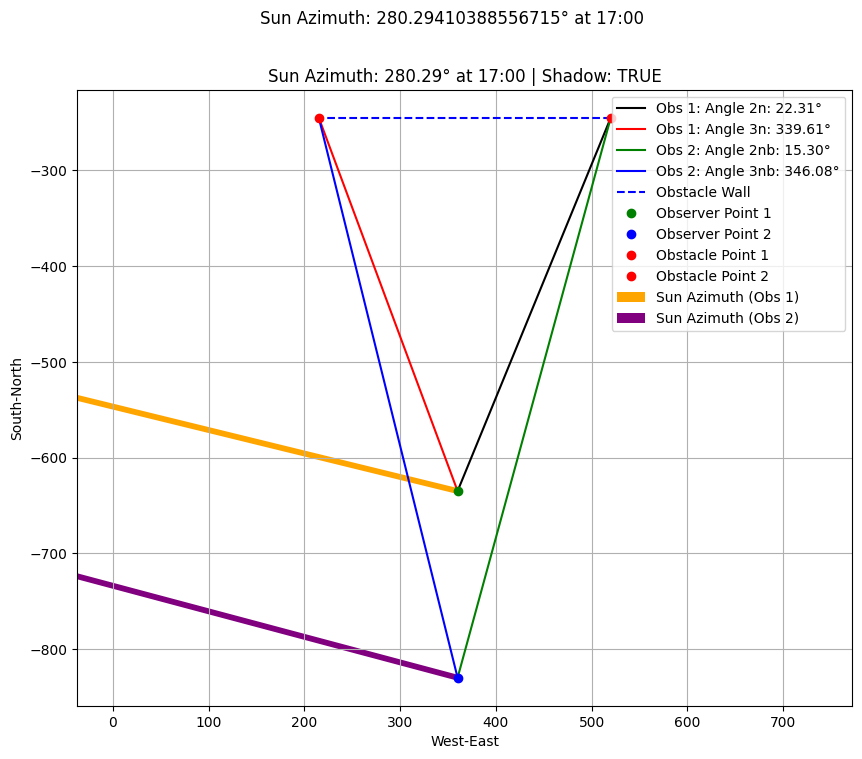 Sun Azimuth: 280.29410388556715° at 17:00
Sun Azimuth: 280.29° at 17:00 | Shadow: TRUE
Obs 1: Angle 2n: 22.31°
Obs 1: Angle 3n: 339.61°
Obs 2: Angle 2nb: 15.30°
Obs 2: Angle 3nb: 346.08°
Obstacle Wall
Observer Point 1
Observer Point 2
Obstacle Point 1
Obstacle Point 2
Sun Azimuth (Obs 1)
Sun Azimuth (Obs 2)
South-North
−300
−400
−500
−600
−700
−800
0 100 200 300 400 500 600 700
West-East